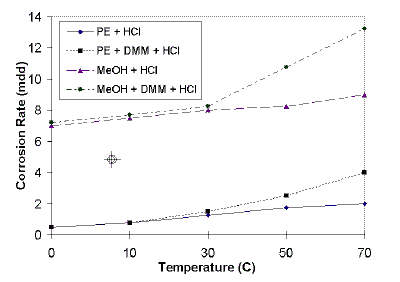 14
12
10
8
6
4
2
0
Corrosion Rate (mdd)
PE + HCl
PE + DMM + HCl
MeOH + HCl
MeOH + DMM + HCl
0 10 30 50 70
Temperature (C)